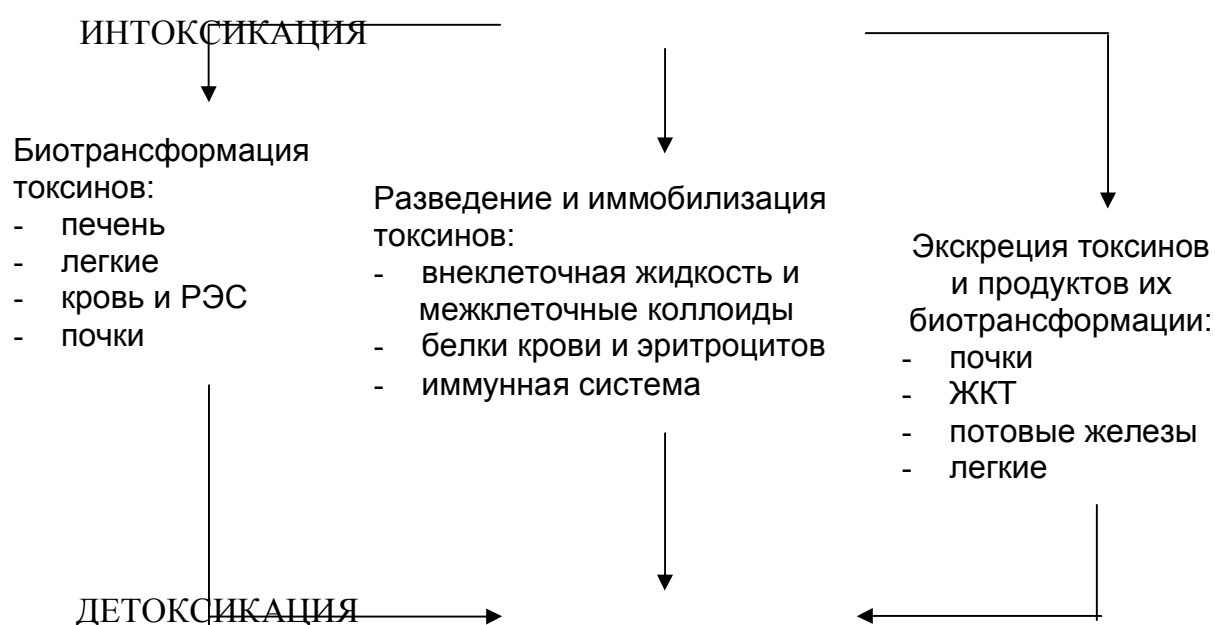 ИНТОКСИКАЦИЯ
Биотрансформация
токсинов:
- печень
- легкие
- кровь и РЭС
- почки
Разведение и иммобилизация
токсинов:
- внеклеточная жидкость и
межклеточные коллоиды
- белки крови и эритроцитов
- иммунная система
Экскреция токсинов
и продуктов их
биотрансформации:
- почки
- ЖКТ
- потовые железы
- легкие
ДЕТОКСИКАЦИЯ